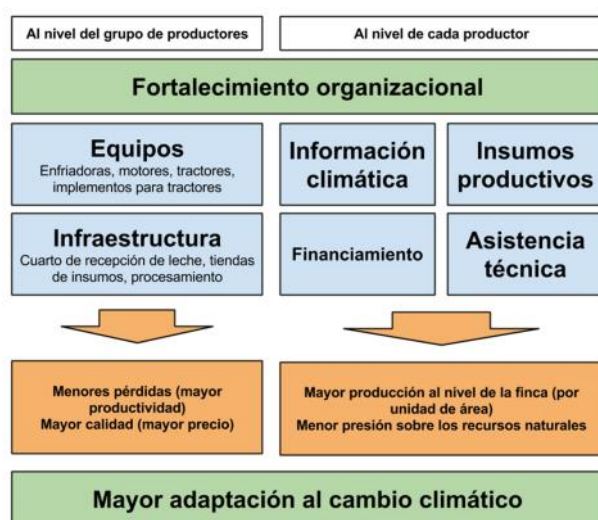 Al nivel del grupo de productores
Al nivel de cada productor
Fortalecimiento organizacional
Equipos
Enfriadoras, motores, tractores,
implementos para tractores
Información
climática
Insumos
productivos
Infraestructura
Cuarto de recepción de leche, tiendas
de insumos, procesamiento
Financiamiento
Asistencia
técnica
Menores pérdidas (mayor
productividad)
Mayor calidad (mayor precio)
Mayor producción al nivel de la finca (por
unidad de área)
Menor presión sobre los recursos naturales
Mayor adaptación al cambio climático